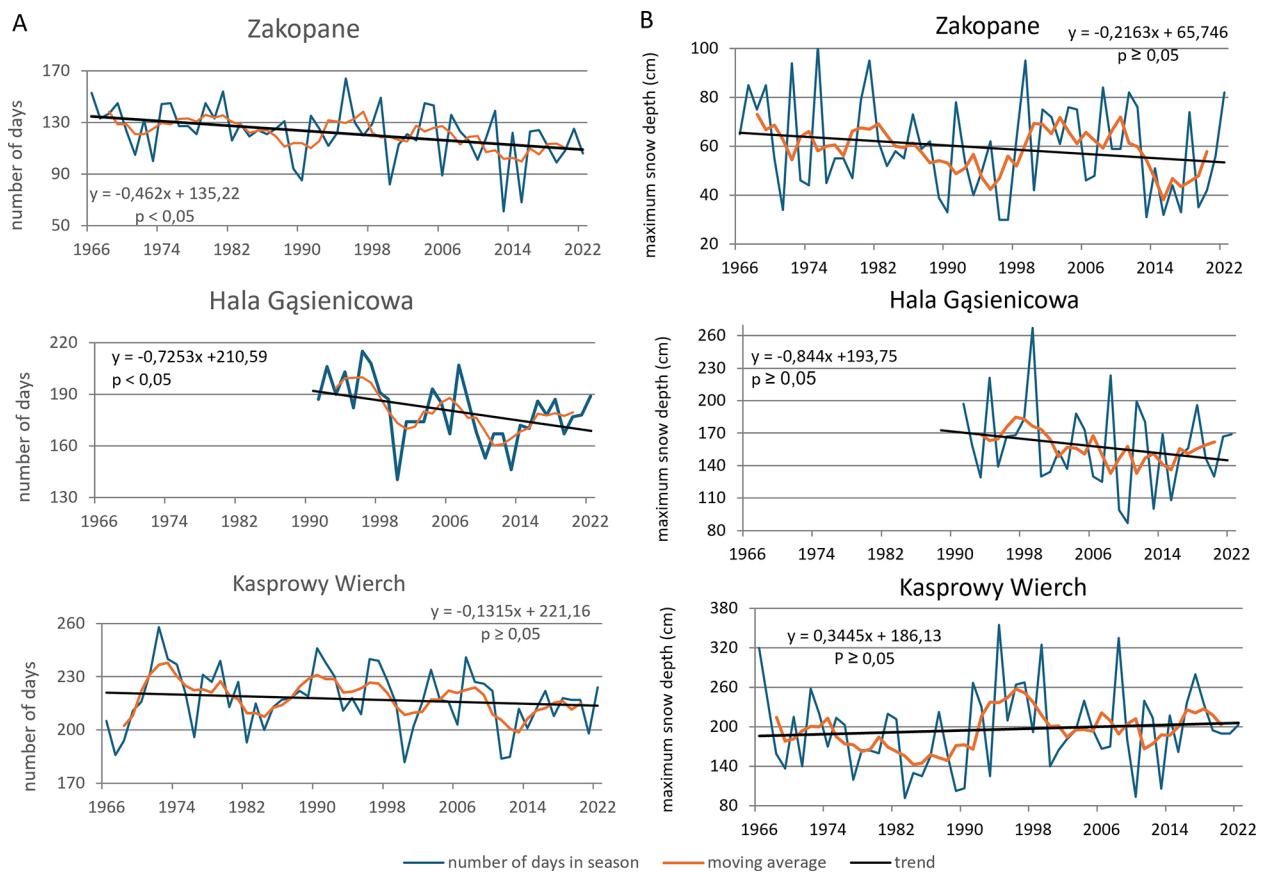 A
Zakopane
number of days
170
130
90
50
y = -0,462x + 135,22
p < 0,05
1966 1974 1982 1990 1998 2006 2014 2022
Hala Gąsienicowa
number of days
220
190
160
130
y = -0,7253x +210,59
p < 0,05
1966 1974 1982 1990 1998 2006 2014 2022
Kasprowy Wierch
number of days
260
230
200
170
y = -0,1315x + 221,16
p ≥ 0,05
1966 1974 1982 1990 1998 2006 2014 2022
B
Zakopane
maximum snow depth (cm)
100
80
60
40
20
y = -0,2163x + 65,746
p ≥ 0,05
1966 1974 1982 1990 1998 2006 2014 2022
Hala Gąsienicowa
maximum snow depth (cm)
260
230
200
170
140
110
80
y = -0,844x +193,75
p ≥ 0,05
1966 1974 1982 1990 1998 2006 2014 2022
Kasprowy Wierch
maximum snow depth (cm)
380
320
260
200
140
80
y = 0,3445x + 186,13
P ≥ 0,05
1966 1974 1982 1990 1998 2006 2014 2022
number of days in season moving average trend